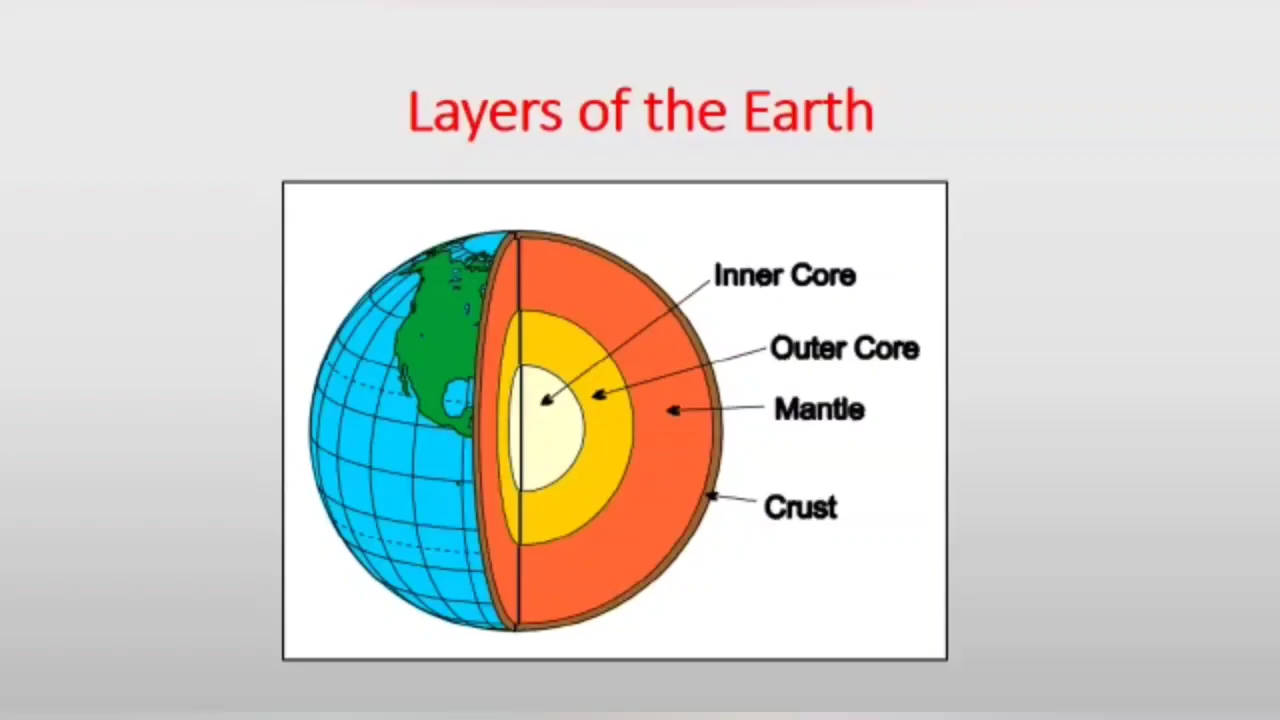 Layers of the Earth
Inner Core
Outer Core
Mantle
Crust